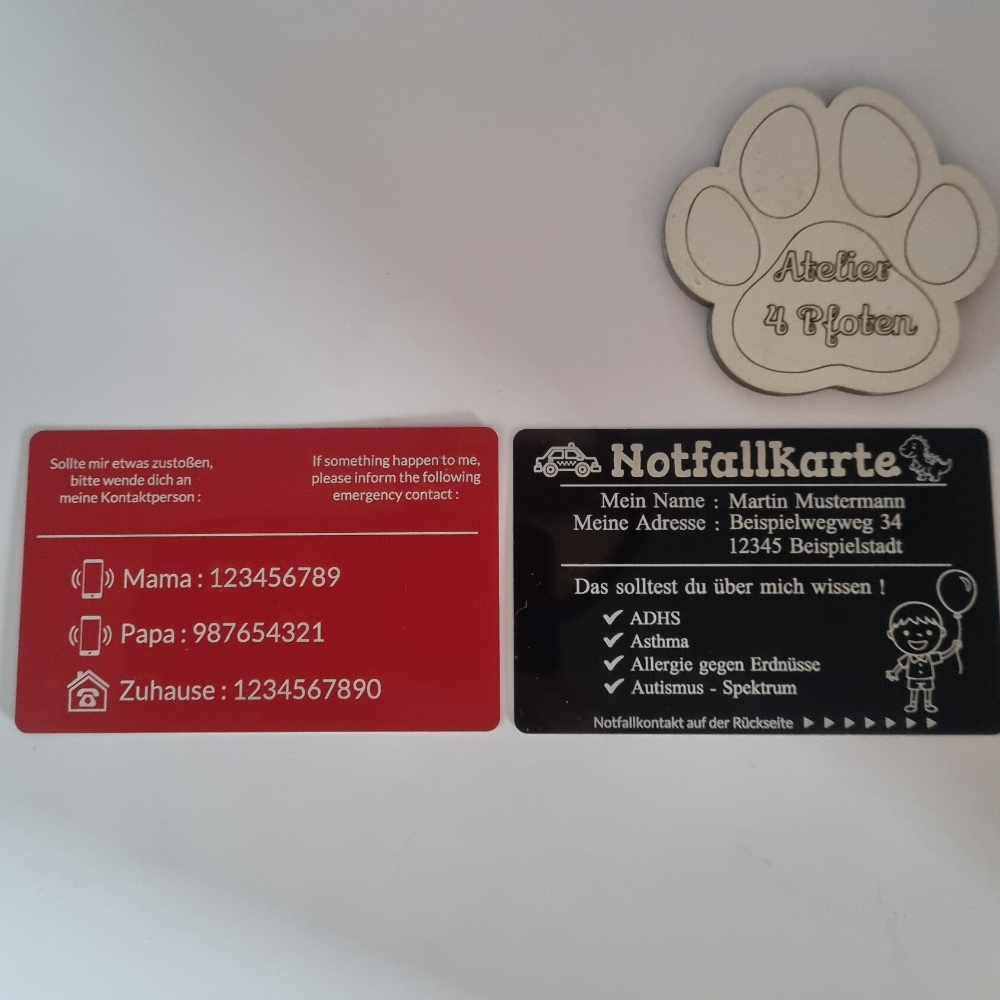 Atelier
4 Pfoten
Sollte mir etwas zustoßen,
bitte wende dich an
meine Kontaktperson :
If something happen to me,
please inform the following
emergency contact :
Mama : 123456789
Papa : 987654321
Zuhause : 1234567890
Notfallkarte
Mein Name : Martin Mustermann
Meine Adresse : Beispielwegweg 34
12345 Beispielstadt
Das solltest du über mich wissen !
ADHS
Asthma
Allergie gegen Erdnüsse
Autismus - Spektrum
Notfallkontakt auf der Rückseite